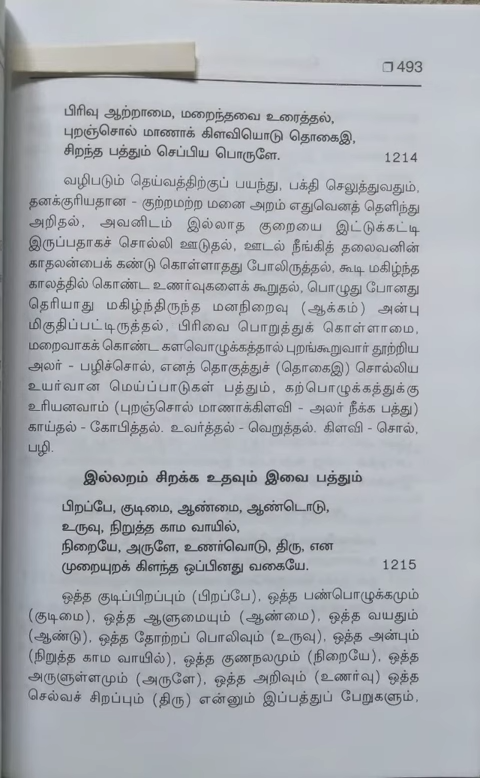 ❒493
பிரிவு ஆற்றாமை, மறைந்தவை உரைத்தல்,
புறஞ்சொல் மாணாக் கிளவியொடு தொகைஇ,
சிறந்த பத்தும் செப்பிய பொருளே. 1214
வழிபடும் தெய்வத்திற்குப் பயந்து, பக்தி செலுத்துவதும்,
தனக்குரியதான - குற்றமற்ற மனை அறம் எதுவெனத் தெளிந்து
அறிதல், அவனிடம் இல்லாத குறையை இட்டுக்கட்டி
இருப்பதாகச் சொல்லி ஊடுதல், ஊடல் நீங்கித் தலைவனின்
காதலன்பைக் கண்டு கொள்ளாதது போலிருத்தல், கூடி மகிழ்ந்த
காலத்தில் கொண்ட உணர்வுகளைக் கூறுதல், பொழுது போனது
தெரியாது மகிழ்ந்திருந்த மனநிறைவு (ஆக்கம்) அன்பு
மிகுதிப்பட்டிருத்தல், பிரிவை பொறுத்துக் கொள்ளாமை,
மறைவாகக் கொண்ட களவொழுக்கத்தால் புறங்கூறுவார் தூற்றிய
அலர் - பழிச்சொல், எனத் தொகுத்துச் (தொகைஇ) சொல்லிய
உயர்வான மெய்ப்பாடுகள் பத்தும், கற்பொழுக்கத்துக்கு
உரியனவாம் (புறஞ்சொல் மாணாக்கிளவி - அலர் நீக்க பத்து)
காய்தல் - கோபித்தல். உவர்த்தல் - வெறுத்தல். கிளவி - சொல்,
பழி.
இல்லறம் சிறக்க உதவும் இவை பத்தும்
பிறப்பே, குடிமை, ஆண்மை, ஆண்டொடு,
உருவு, நிறுத்த காம வாயில்,
நிறையே, அருளே, உணர்வொடு, திரு, என
முறையுறக் கிளந்த ஒப்பினது வகையே. 1215
ஒத்த குடிப்பிறப்பும் (பிறப்பே), ஒத்த பண்பொழுக்கமும்
(குடிமை), ஒத்த ஆளுமையும் (ஆண்மை), ஒத்த வயதும்
(ஆண்டு), ஒத்த தோற்றப் பொலிவும் (உருவு), ஒத்த அன்பும்
(நிறுத்த காம வாயில்), ஒத்த குணநலமும் (நிறையே), ஒத்த
அருளுள்ளமும் (அருளே), ஒத்த அறிவும் (உணர்வு) ஒத்த
செல்வச் சிறப்பும் (திரு) என்னும் இப்பத்துப் பேறுகளும்,